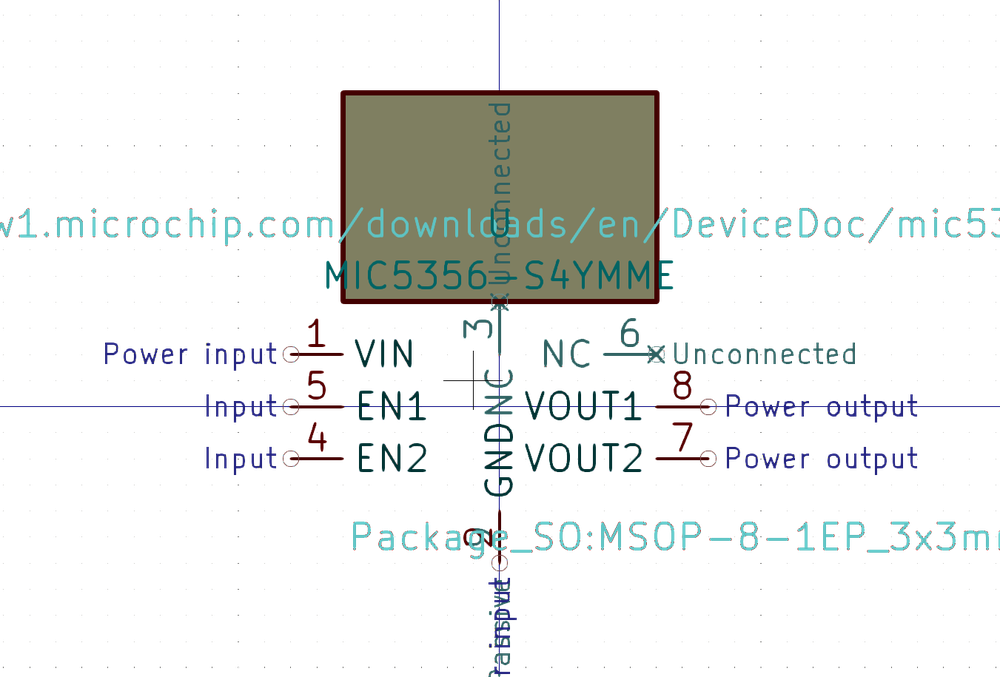 Unconnected
w1.microchip.com/downloads/en/DeviceDoc/mic53
U
MIC5356-S4YMME
3
Power input 1 VIN
NC 6 Unconnected
NC
Input 5 EN1
VOUT1 8 Power output
Input 4 EN2
VOUT2 7 Power output
GND
Package_SO:MSOP-8-1EP_3x3m
input